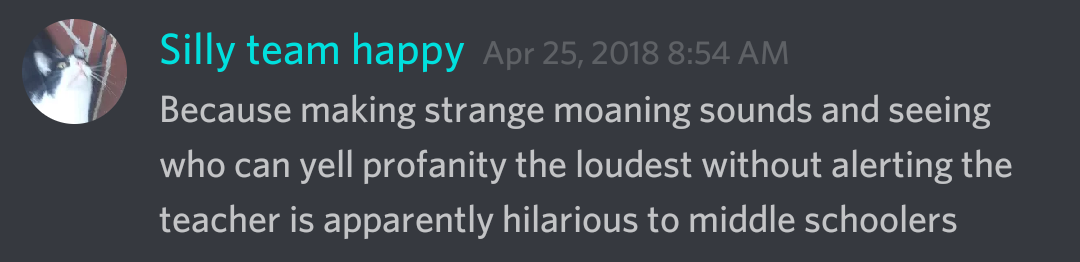 Silly team happy Apr 25, 2018 8:54 AM
Because making strange moaning sounds and seeing
who can yell profanity the loudest without alerting the
teacher is apparently hilarious to middle schoolers